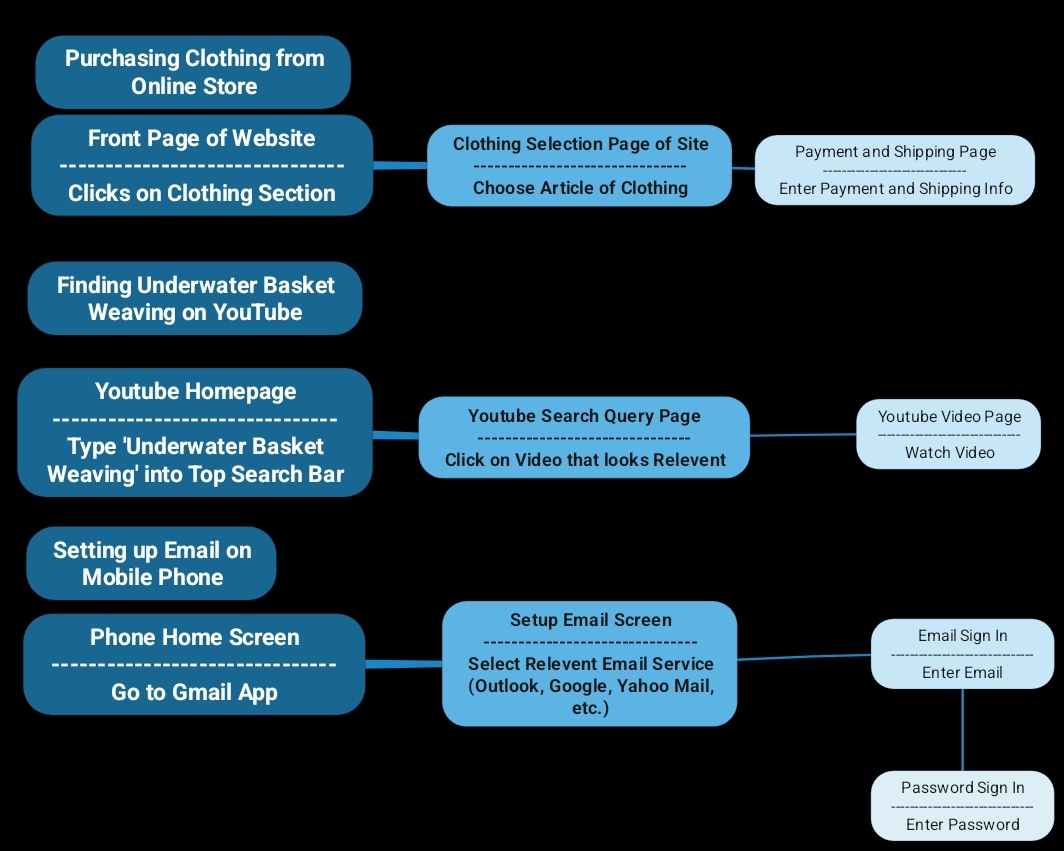 Purchasing Clothing from
Online Store
Front Page of Website
--------------------------------
Clicks on Clothing Section
Clothing Selection Page of Site
--------------------------------
Choose Article of Clothing
Payment and Shipping Page
--------------------------------
Enter Payment and Shipping Info
Finding Underwater Basket
Weaving on YouTube
Youtube Homepage
--------------------------------
Type 'Underwater Basket
Weaving' into Top Search Bar
Youtube Search Query Page
--------------------------------
Click on Video that looks Relevent
Youtube Video Page
--------------------------------
Watch Video
Setting up Email on
Mobile Phone
Phone Home Screen
--------------------------------
Go to Gmail App
Setup Email Screen
--------------------------------
Select Relevent Email Service
(Outlook, Google, Yahoo Mail,
etc.)
Email Sign In
--------------------------------
Enter Email
Password Sign In
--------------------------------
Enter Password